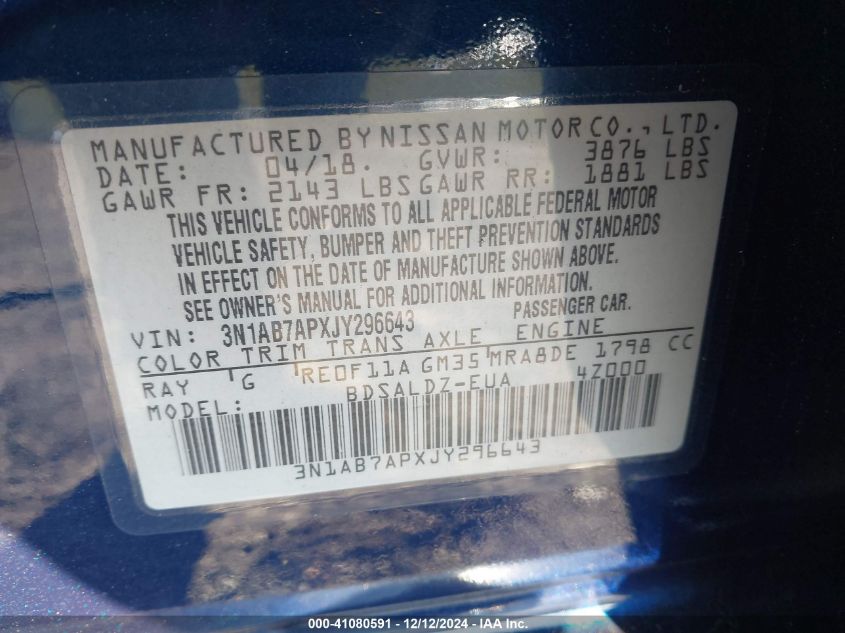 MANUFACTURED BY NISSAN MOTOR CO., LTD.
DATE: 04/18. GVWR: 3876 LBS
GAWR FR: 2143 LBS GAWR RR: 1881 LBS
THIS VEHICLE CONFORMS TO ALL APPLICABLE FEDERAL MOTOR
VEHICLE SAFETY, BUMPER AND THEFT PREVENTION STANDARDS
IN EFFECT ON THE DATE OF MANUFACTURE SHOWN ABOVE.
SEE OWNER'S MANUAL FOR ADDITIONAL INFORMATION.
VIN: 3N1AB7APXJY296643 PASSENGER CAR.
COLOR TRIM TRANS AXLE ENGINE
RAY G RE0F11A GM35 MRA8DE 1798 CC
MODEL: BDSALDZ-EUA 4Z000
3N1AB7APXJY296643
000-41080591 - 12/12/2024 - IAA Inc.